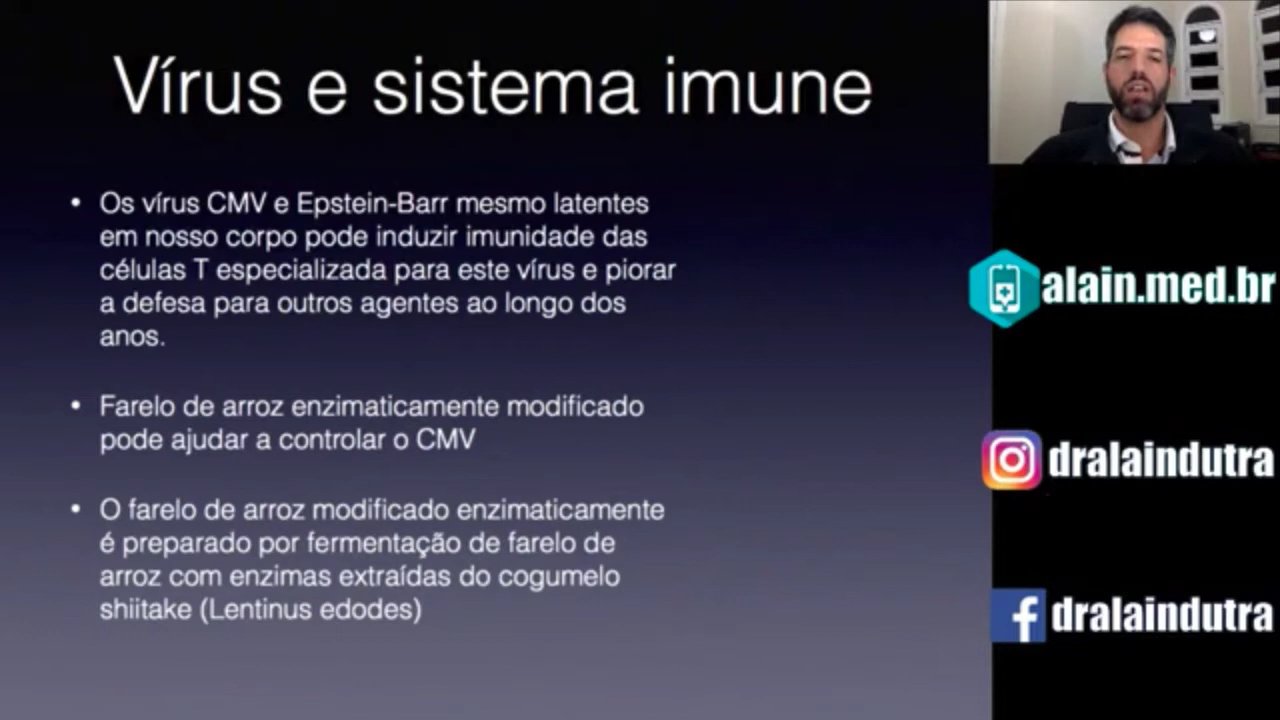 Vírus e sistema imune
• Os vírus CMV e Epstein-Barr mesmo latentes
em nosso corpo pode induzir imunidade das
células T especializada para este vírus e piorar
a defesa para outros agentes ao longo dos
anos.
• Farelo de arroz enzimaticamente modificado
pode ajudar a controlar o CMV
• O farelo de arroz modificado enzimaticamente
é preparado por fermentação de farelo de
arroz com enzimas extraídas do cogumelo
shiitake (Lentinus edodes)
alain.med.br
dralaindutra
dralaindutra